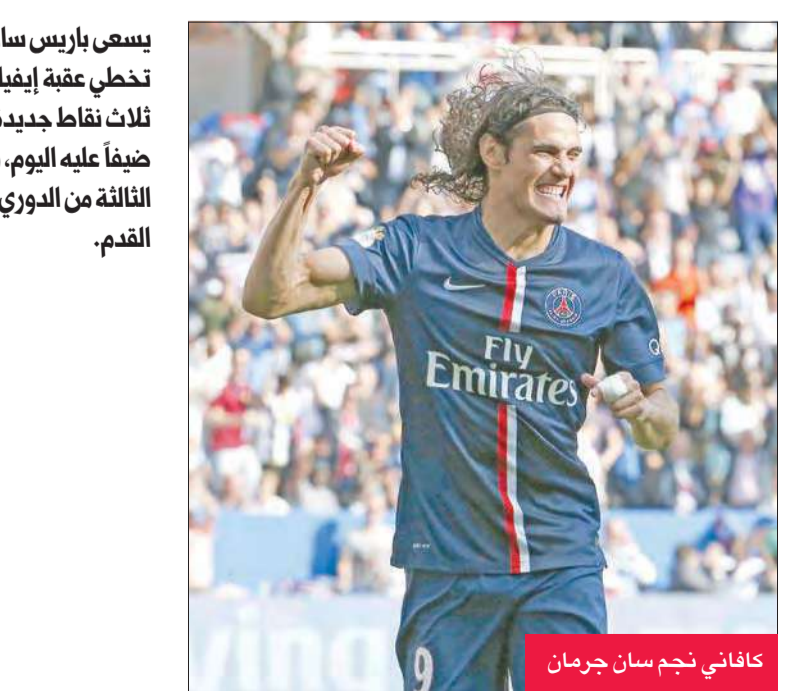 يسعى باريس سا
تخطي عقبة إيفيا
ثلاث نقاط جديدة
ضيفاً عليه اليوم،
الثالثة من الدوري
القدم.
Fly
Emirates
9
كافاني نجم سان جرمان